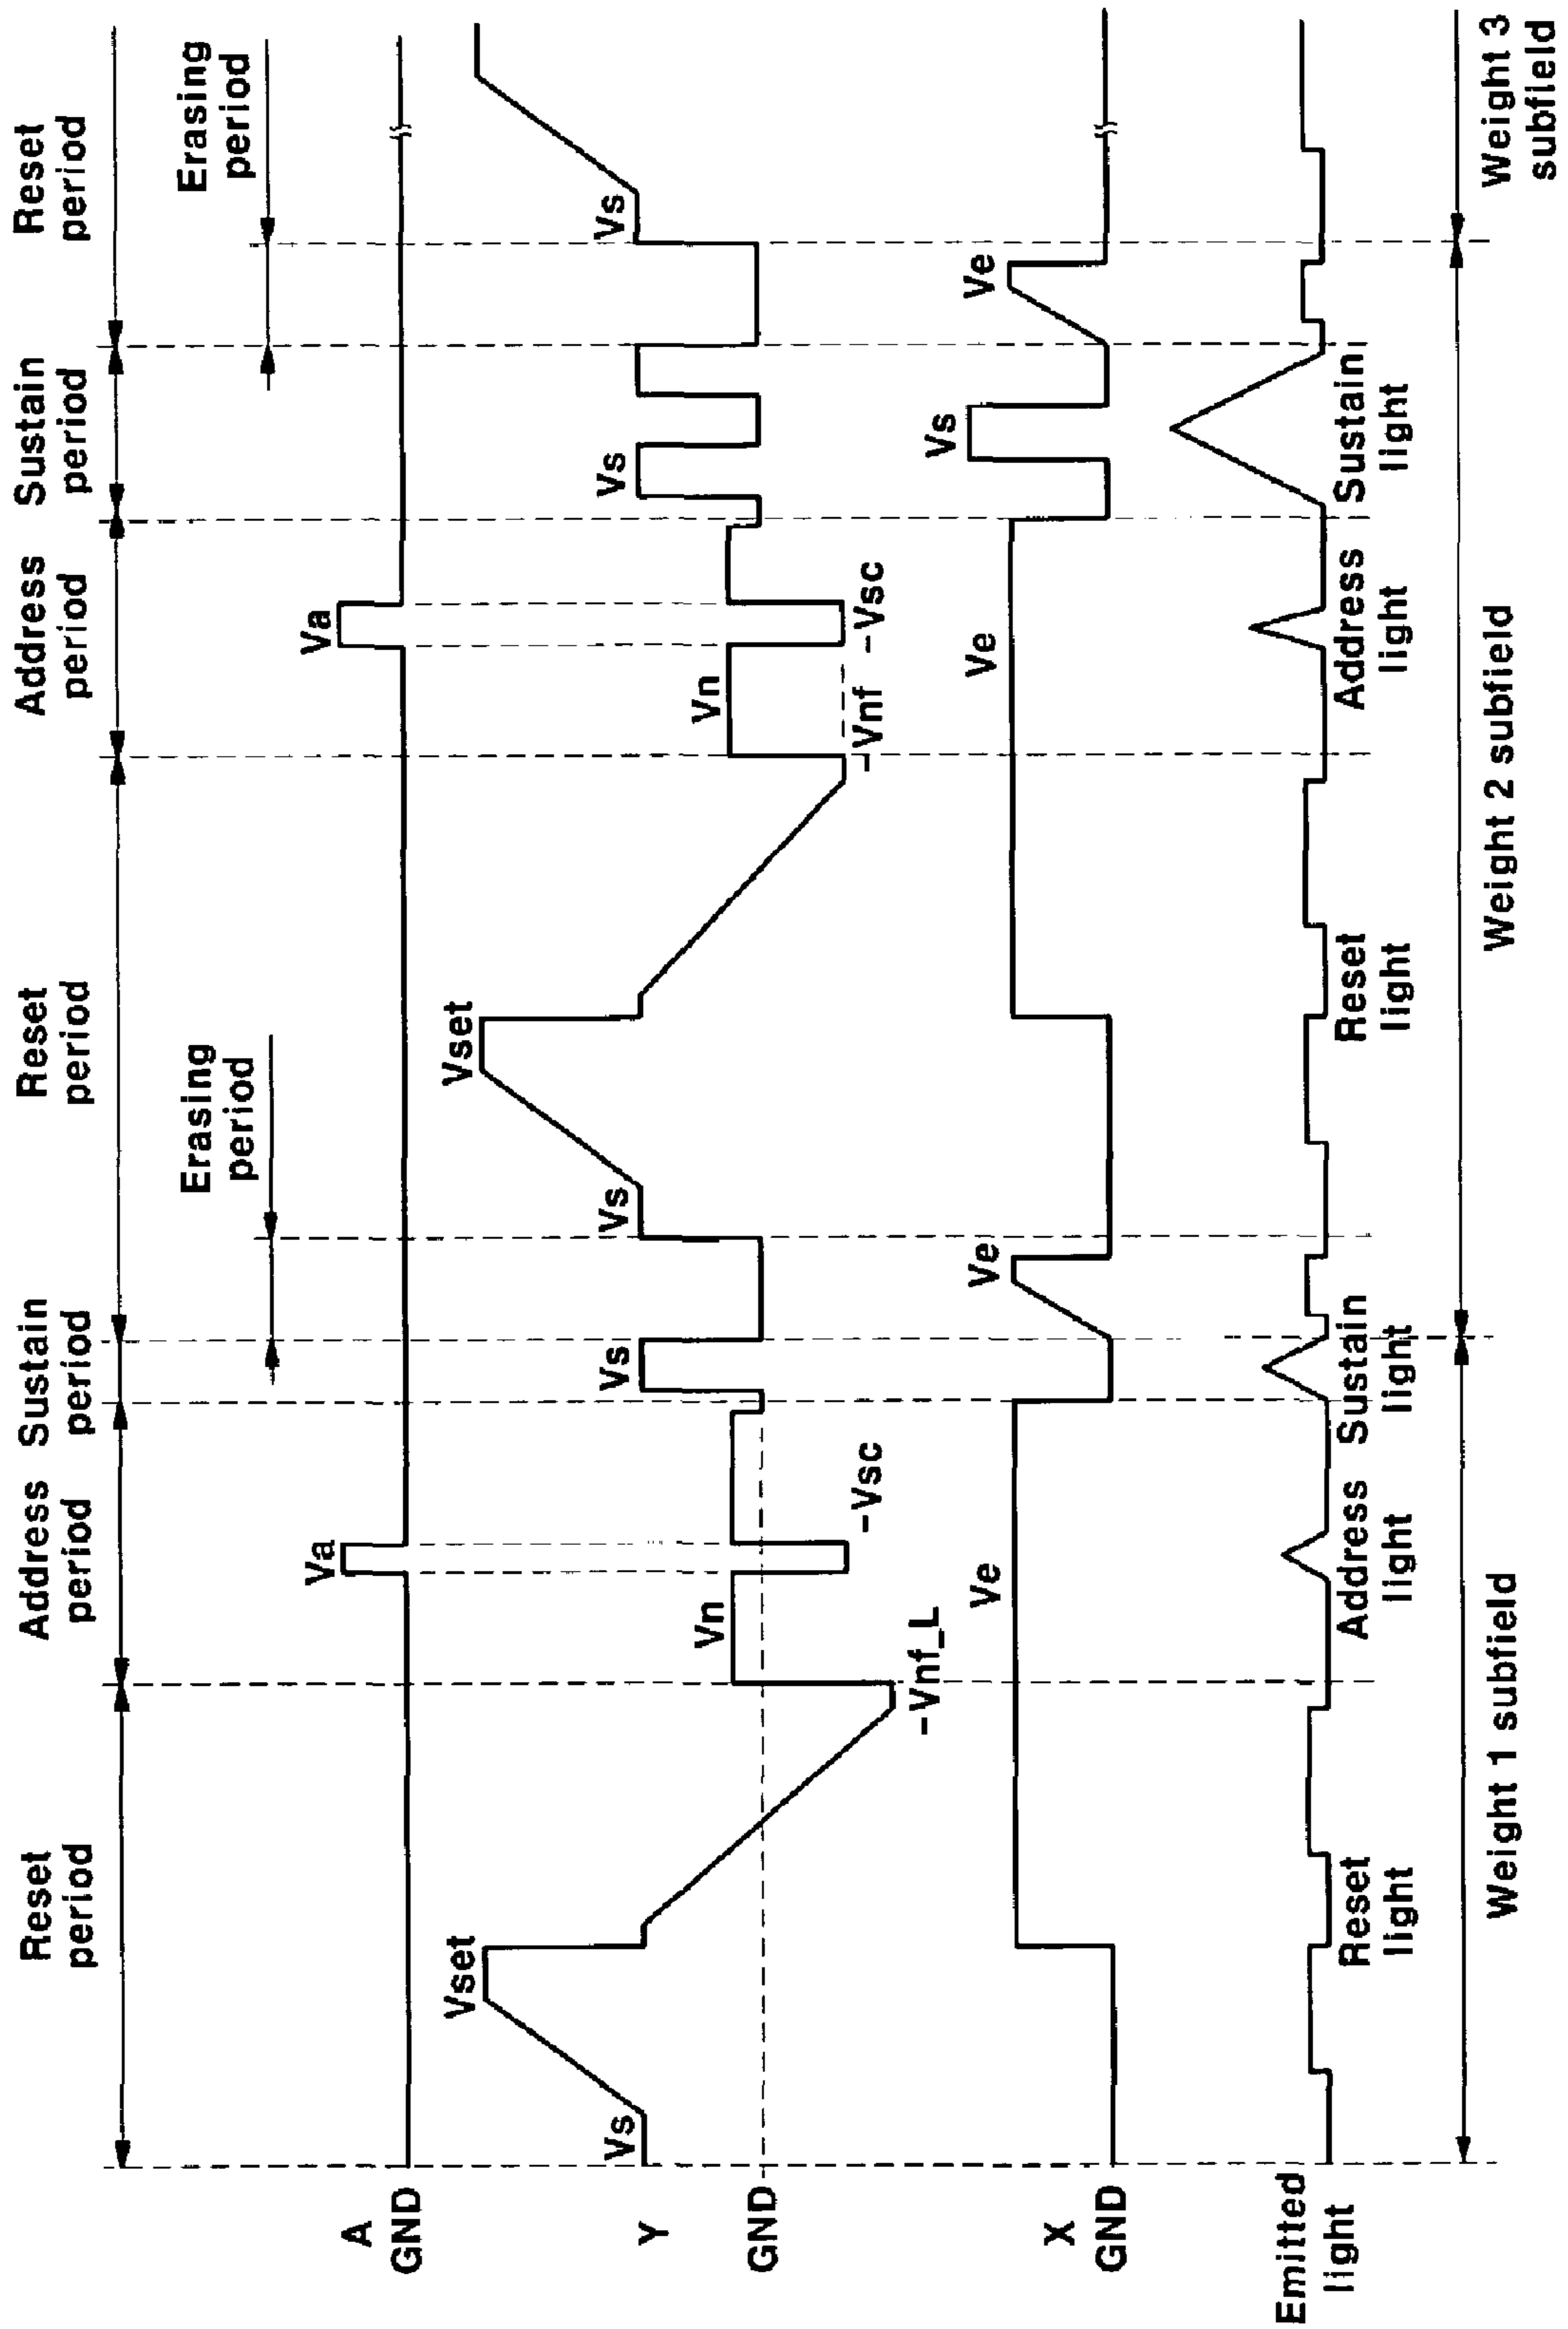 Reset
period
Address
period
Sustain
period
Reset
period
Address
period
Sustain
period
Reset
period
Erasing
period
Erasing
period
A
GND
Va
Va
Y
GND
Vs
Vset
-Vnf_L
Vn
-Vsc
Vs
Vs
Vset
-Vnf
Vn
-Vsc
Vs
Vs
X
GND
Ve
Ve
Ve
Vs
Ve
Emitted
light
Reset
light
Address
light
Sustain
light
Reset
light
Address
light
Sustain
light
Weight 1 subfield
Weight 2 subfield
Weight 3
subfield